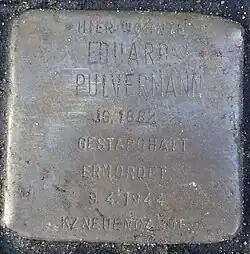 HIER WOHNTE
EDUARD
PULVERMANN
JG. 1882
GESTAPOHAFT
ERMORDET
9.4.1944
KZ NEUENGAMME